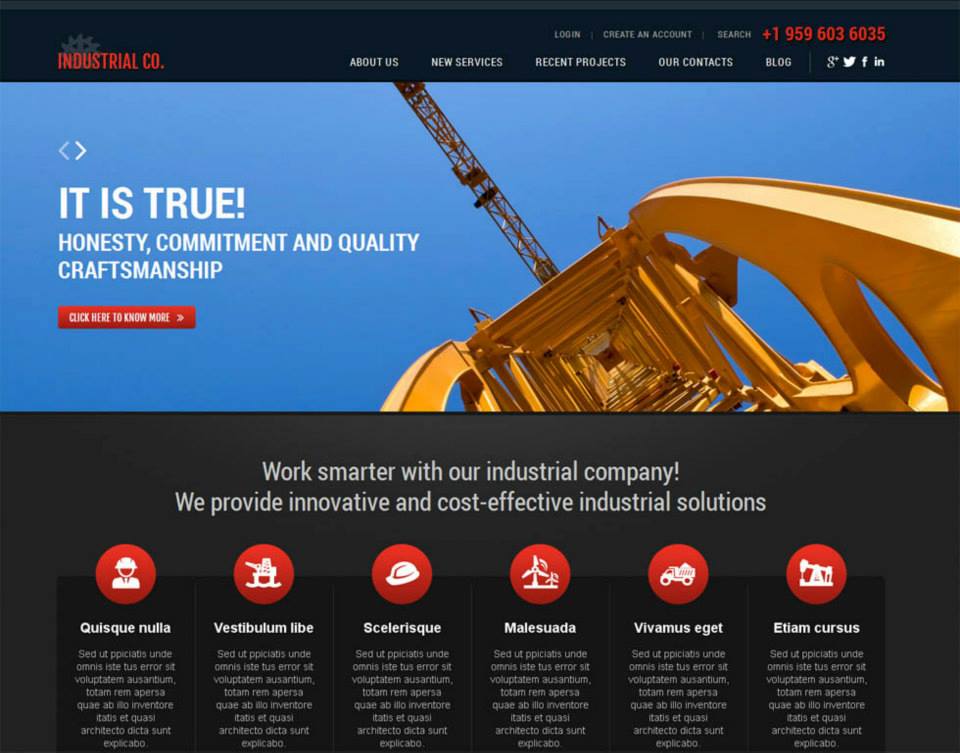 LOGIN | CREATE AN ACCOUNT | SEARCH +1 959 603 6035
INDUSTRIAL CO.
ABOUT US NEW SERVICES RECENT PROJECTS OUR CONTACTS BLOG
IT IS TRUE!
HONESTY, COMMITMENT AND QUALITY
CRAFTSMANSHIP
CLICK HERE TO KNOW MORE »
Work smarter with our industrial company!
We provide innovative and cost-effective industrial solutions
Quisque nulla
Sed ut ppiciatis unde
omnis iste tus error sit
voluptatem ausantium,
totam rem apersa
quae ab illo inventore
itatis et quasi
architecto dicta sunt
explicabo.
Vestibulum libe
Sed ut ppiciatis unde
omnis iste tus error sit
voluptatem ausantium,
totam rem apersa
quae ab illo inventore
itatis et quasi
architecto dicta sunt
explicabo.
Scelerisque
Sed ut ppiciatis unde
omnis iste tus error sit
voluptatem ausantium,
totam rem apersa
quae ab illo inventore
itatis et quasi
architecto dicta sunt
explicabo.
Malesuada
Sed ut ppiciatis unde
omnis iste tus error sit
voluptatem ausantium,
totam rem apersa
quae ab illo inventore
itatis et quasi
architecto dicta sunt
explicabo.
Vivamus eget
Sed ut ppiciatis unde
omnis iste tus error sit
voluptatem ausantium,
totam rem apersa
quae ab illo inventore
itatis et quasi
architecto dicta sunt
explicabo.
Etiam cursus
Sed ut ppiciatis unde
omnis iste tus error sit
voluptatem ausantium,
totam rem apersa
quae ab illo inventore
itatis et quasi
architecto dicta sunt
explicabo.